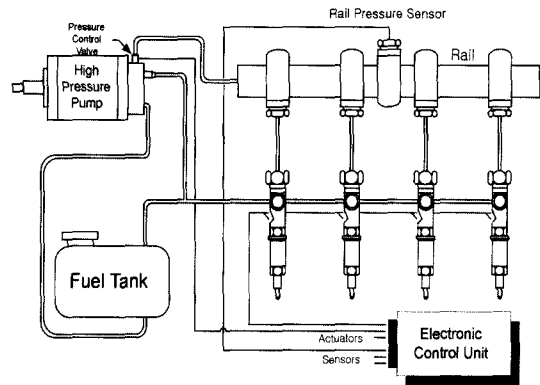 Pressure
Control
Valve
High
Pressure
Pump
Rail Pressure Sensor
Rail
Fuel Tank
Actuators
Sensors
Electronic
Control Unit